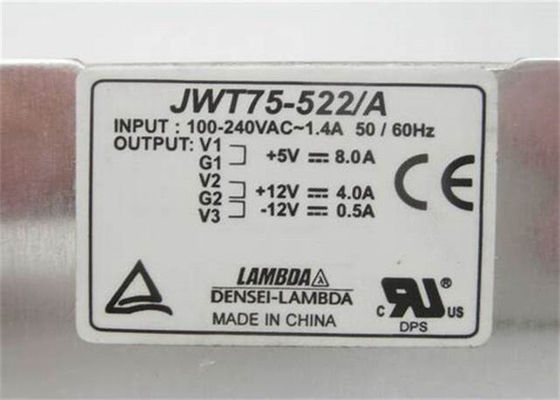 JWT75-522/A
INPUT : 100-240VAC~1.4A 50 / 60Hz
OUTPUT: V1
G1 +5V ⎓ 8.0A
V2
G2 +12V ⎓ 4.0A
V3 -12V ⎓ 0.5A
CE
LAMBDA
DENSEI-LAMBDA
MADE IN CHINA
C RU US
DPS